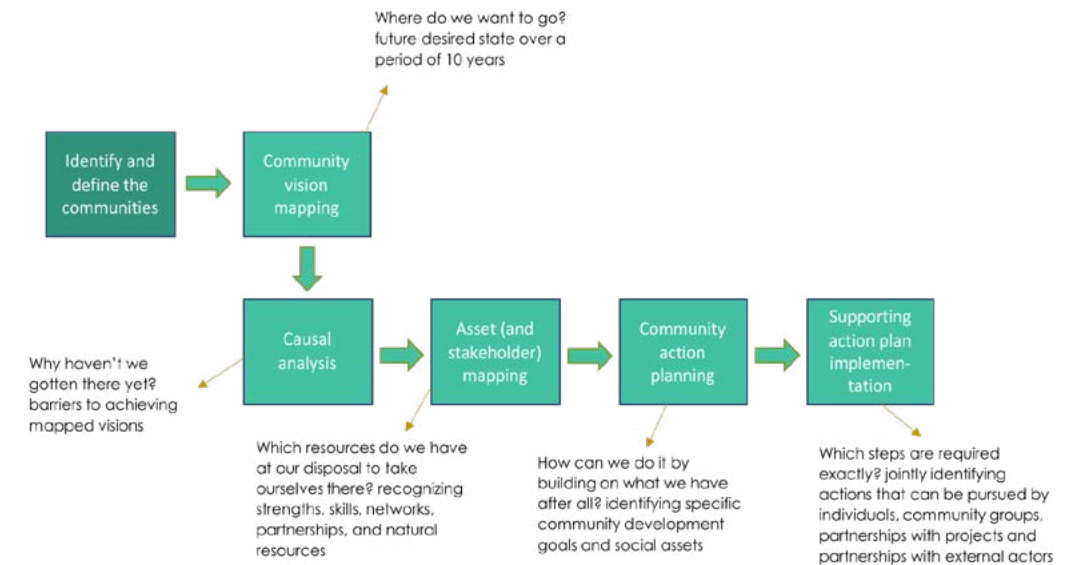 Where do we want to go?
future desired state over a
period of 10 years
Identify and
define the
communities
Community
vision
mapping
Causal
analysis
Asset (and
stakeholder)
mapping
Community
action
planning
Supporting
action plan
implemen-
tation
Why haven't we
gotten there yet?
barriers to achieving
mapped visions
Which resources do we have
at our disposal to take
ourselves there? recognizing
strengths, skills, networks,
partnerships, and natural
resources
How can we do it by
building on what we have
after all? identifying specific
community development
goals and social assets
Which steps are required
exactly? jointly identifying
actions that can be pursued by
individuals, community groups,
partnerships with projects and
partnerships with external actors